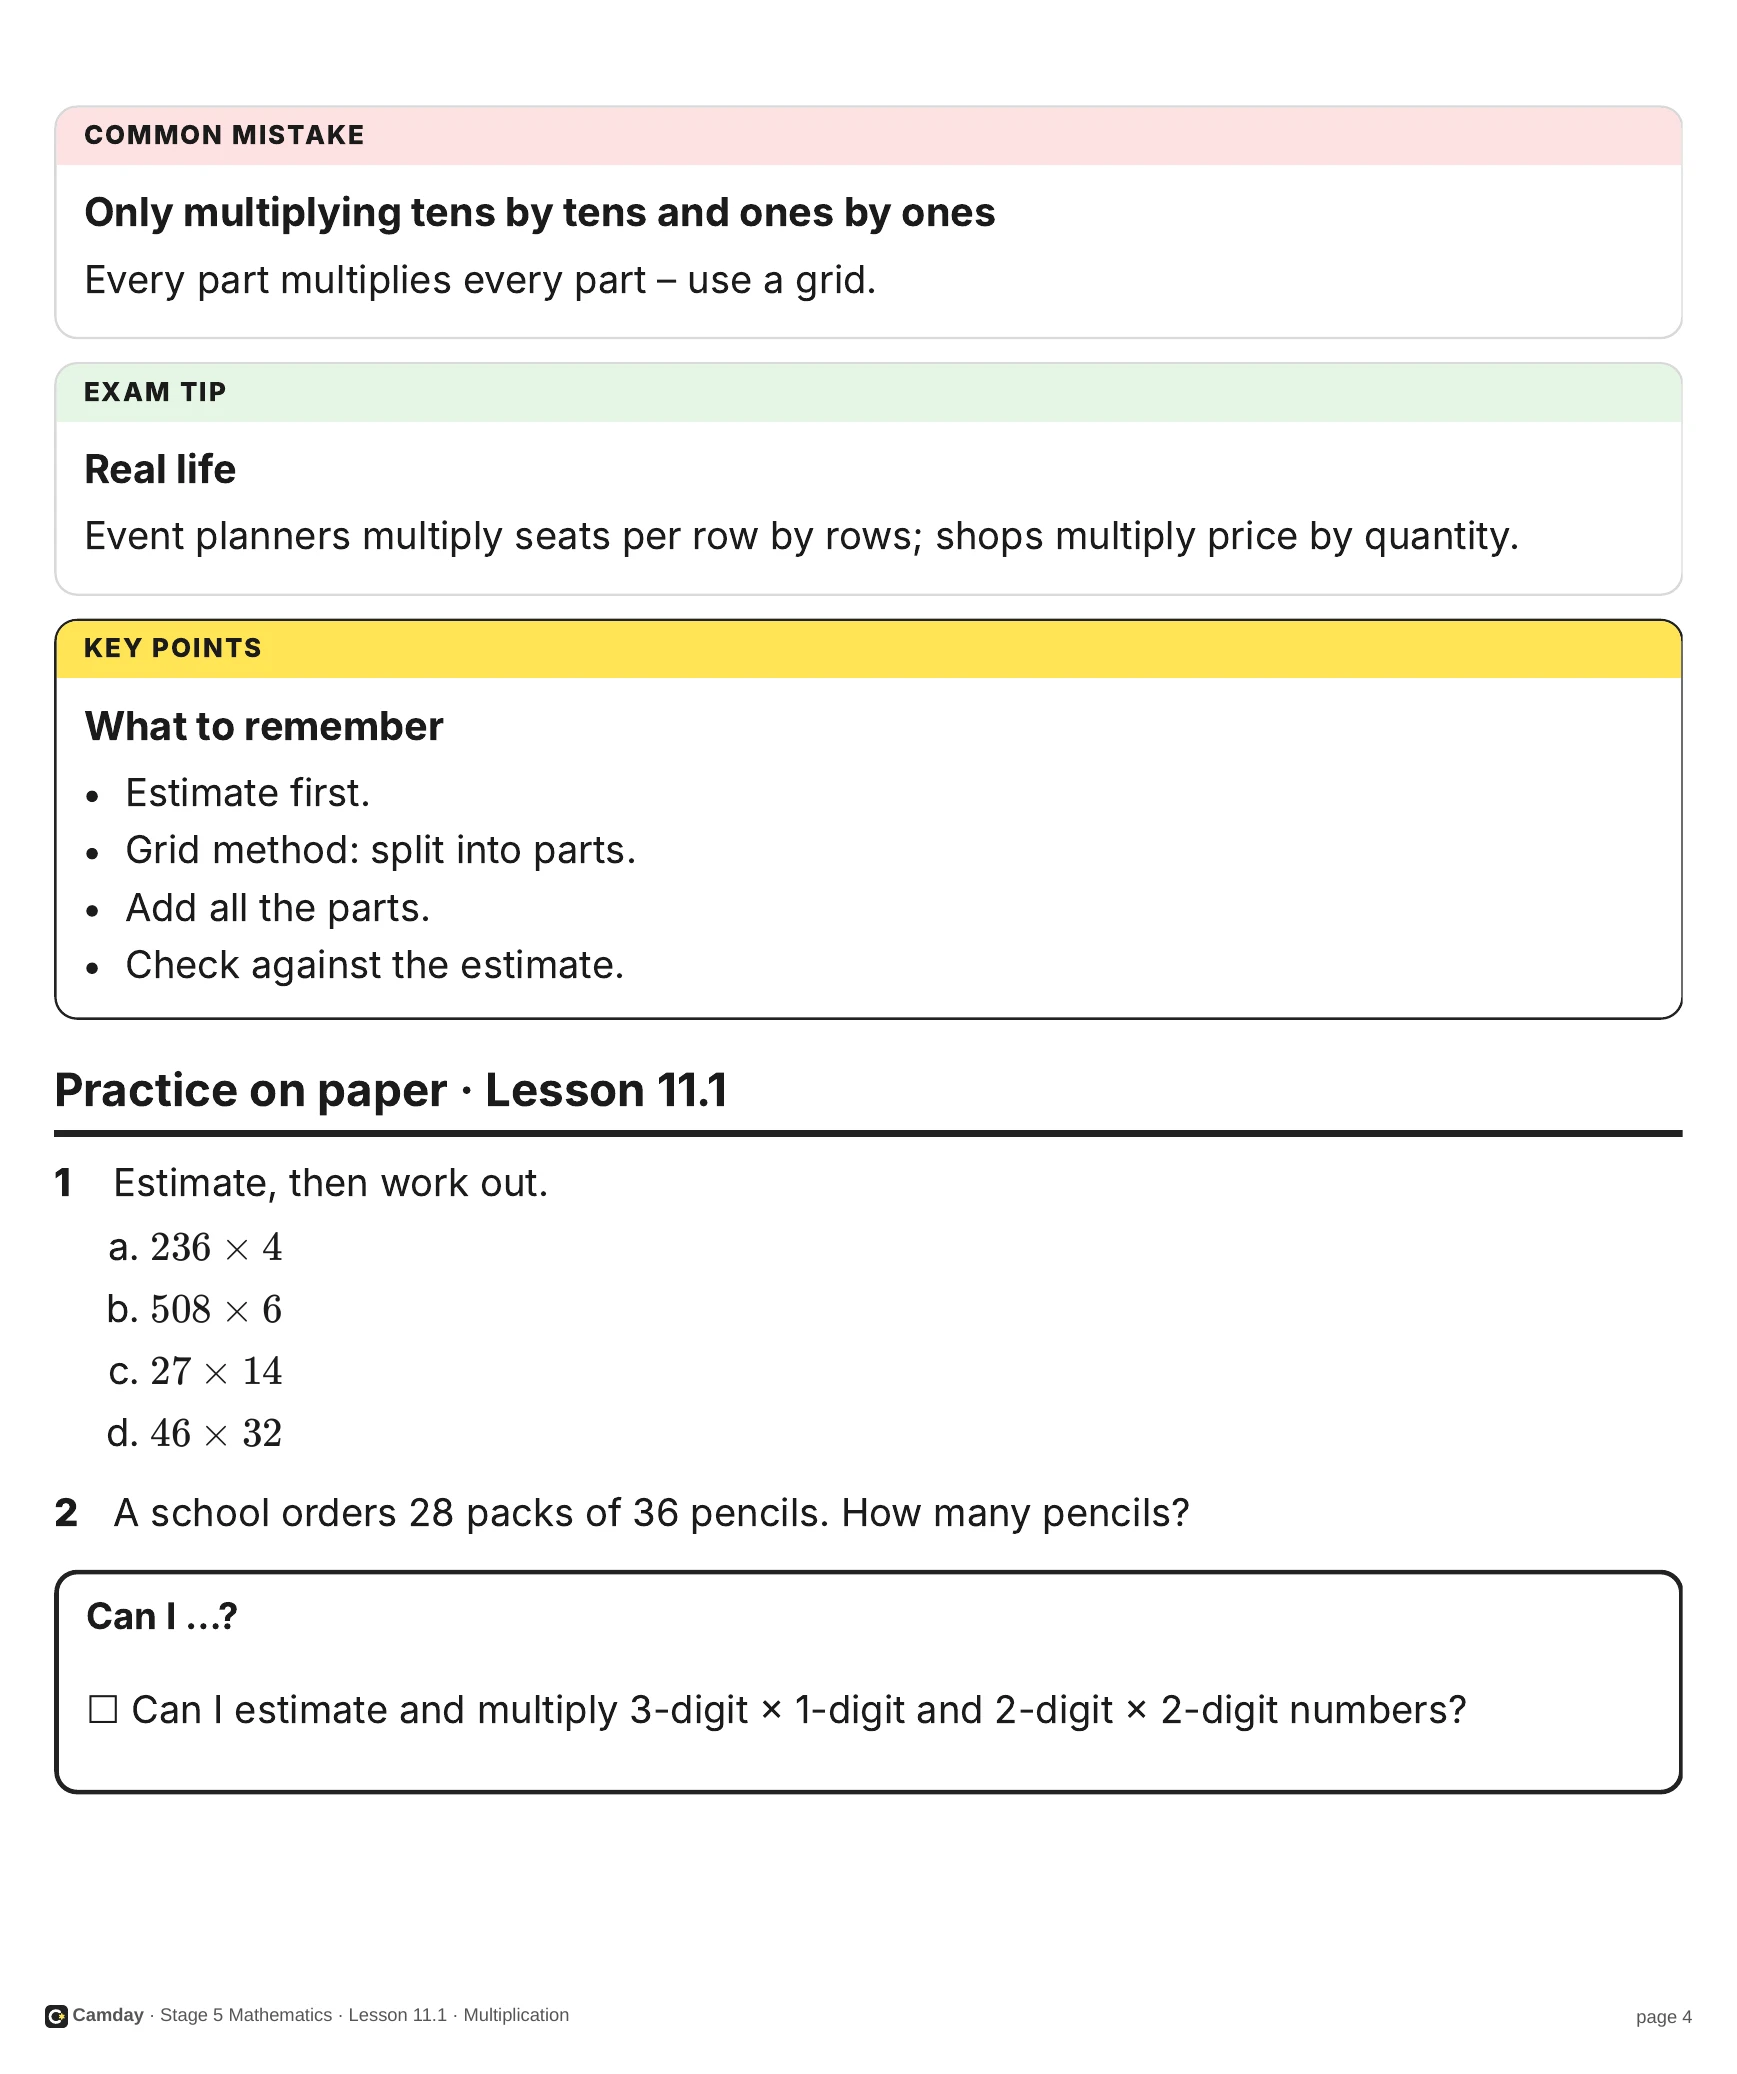 COMMON MISTAKE
Only multiplying tens by tens and ones by ones
Every part multiplies every part – use a grid.
EXAM TIP
Real life
Event planners multiply seats per row by rows; shops multiply price by quantity.
KEY POINTS
What to remember
• Estimate first.
• Grid method: split into parts.
• Add all the parts.
• Check against the estimate.
Practice on paper · Lesson 11.1
1 Estimate, then work out.
a. 236 × 4
b. 508 × 6
c. 27 × 14
d. 46 × 32
2 A school orders 28 packs of 36 pencils. How many pencils?
Can I …?
☐ Can I estimate and multiply 3-digit × 1-digit and 2-digit × 2-digit numbers?
Camday · Stage 5 Mathematics · Lesson 11.1 · Multiplication
page 4